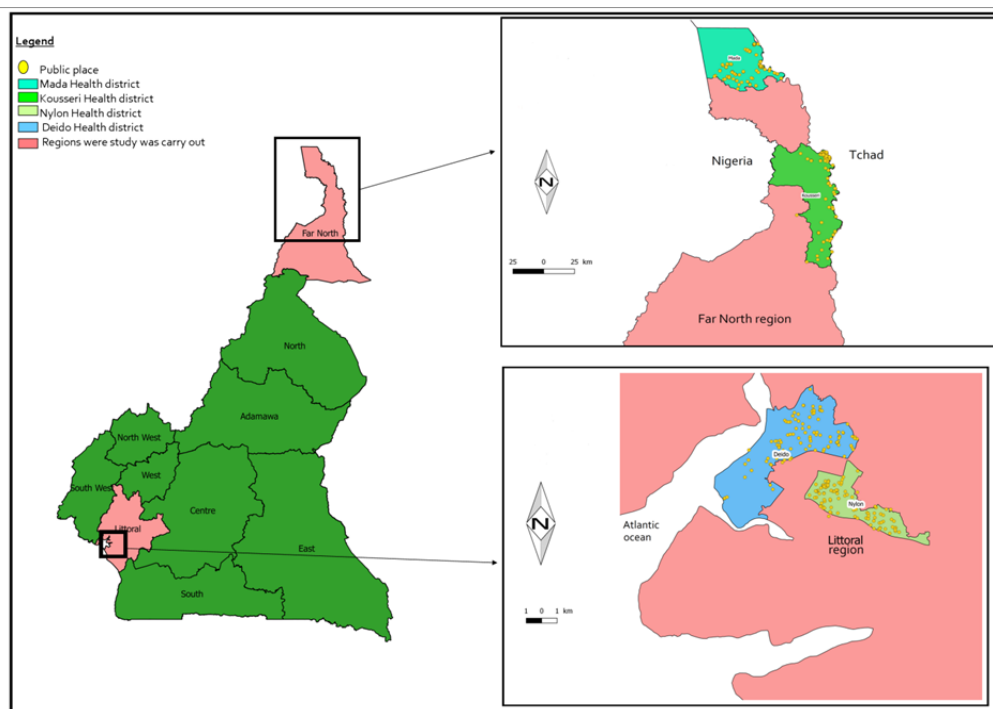 Legend
Public place
Mada Health district
Kousseri Health district
Nylon Health district
Deido Health district
Regions were study was carry out
Far North
North
Adamawa
North West
West
South West
Littoral
Centre
East
South
Mada
Nigeria
Tchad
Kousseri
N
25 0 25 km
Far North region
Deido
Nylon
N
Atlantic
ocean
Littoral
region
1 0 1 km